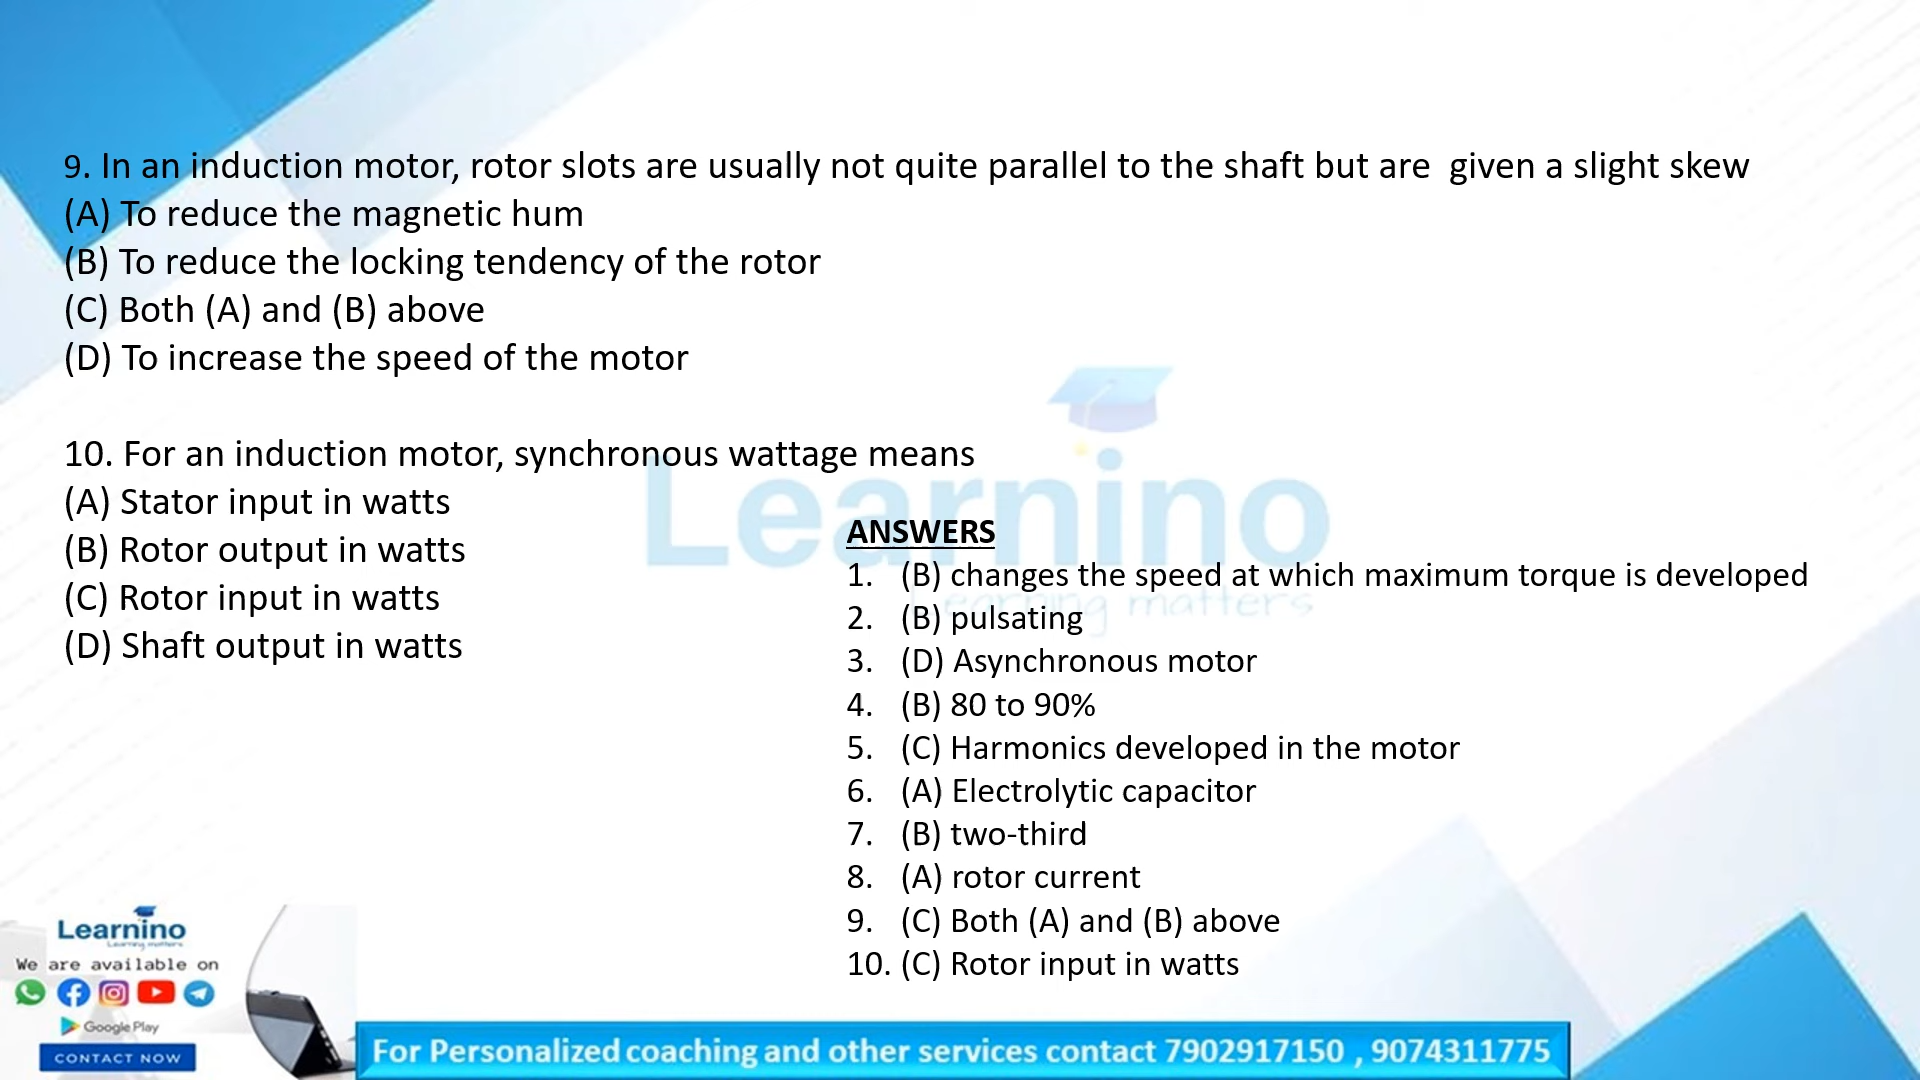 9. In an induction motor, rotor slots are usually not quite parallel to the shaft but are given a slight skew
(A) To reduce the magnetic hum
(B) To reduce the locking tendency of the rotor
(C) Both (A) and (B) above
(D) To increase the speed of the motor
10. For an induction motor, synchronous wattage means
(A) Stator input in watts
(B) Rotor output in watts
(C) Rotor input in watts
(D) Shaft output in watts
Learnino
Learning matters
ANSWERS
1. (B) changes the speed at which maximum torque is developed
2. (B) pulsating
3. (D) Asynchronous motor
4. (B) 80 to 90%
5. (C) Harmonics developed in the motor
6. (A) Electrolytic capacitor
7. (B) two-third
8. (A) rotor current
9. (C) Both (A) and (B) above
10. (C) Rotor input in watts
Learnino
Learning matters
We are available on
Google Play
CONTACT NOW
For Personalized coaching and other services contact 7902917150 , 9074311775